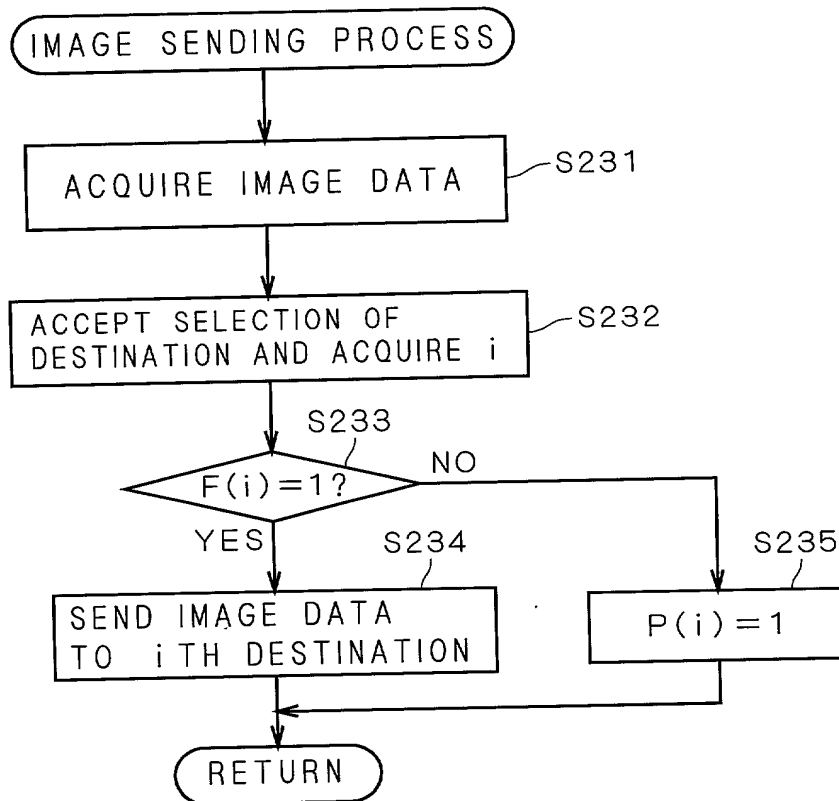 IMAGE SENDING PROCESS
ACQUIRE IMAGE DATA
S231
ACCEPT SELECTION OF
DESTINATION AND ACQUIRE i
S232
S233
F(i)=1?
NO
YES
S234
SEND IMAGE DATA
TO iTH DESTINATION
S235
P(i)=1
RETURN